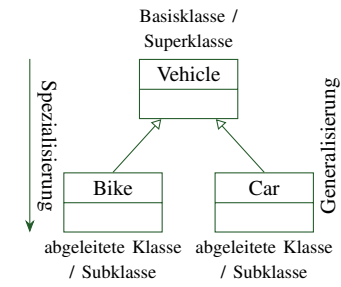 Basisklasse /
Superklasse
Vehicle
Spezialisierung
Generalisierung
Bike
Car
abgeleitete Klasse
/ Subklasse
abgeleitete Klasse
/ Subklasse